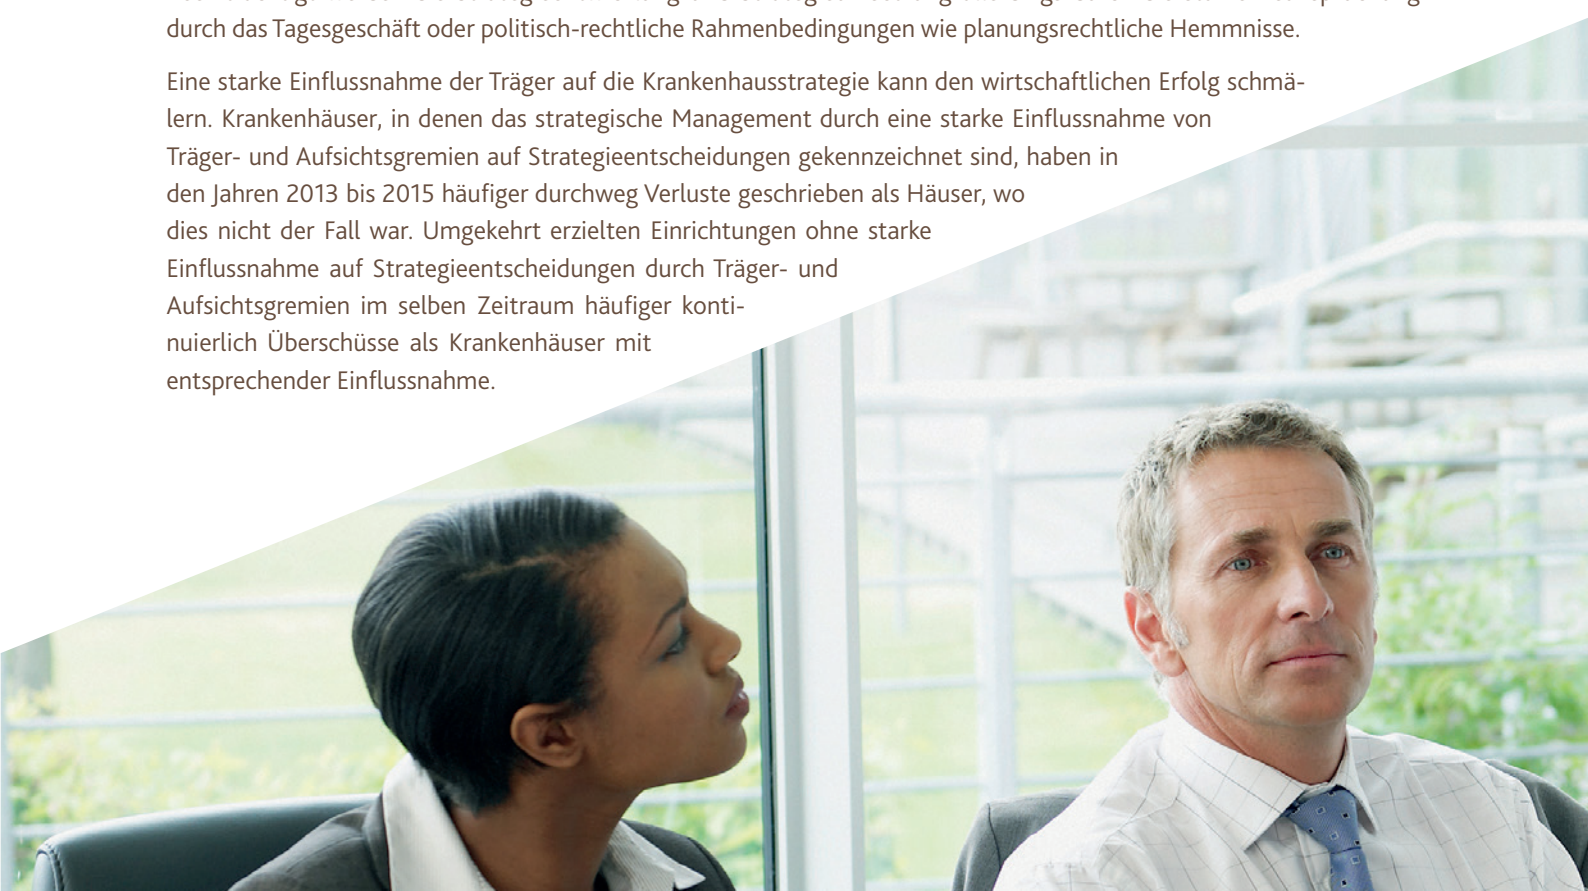 durch das Tagesgeschäft oder politisch-rechtliche Rahmenbedingungen wie planungsrechtliche Hemmnisse.
Eine starke Einflussnahme der Träger auf die Krankenhausstrategie kann den wirtschaftlichen Erfolg schmä-
lern. Krankenhäuser, in denen das strategische Management durch eine starke Einflussnahme von
Träger- und Aufsichtsgremien auf Strategieentscheidungen gekennzeichnet sind, haben in
den Jahren 2013 bis 2015 häufiger durchweg Verluste geschrieben als Häuser, wo
dies nicht der Fall war. Umgekehrt erzielten Einrichtungen ohne starke
Einflussnahme auf Strategieentscheidungen durch Träger- und
Aufsichtsgremien im selben Zeitraum häufiger konti-
nuierlich Überschüsse als Krankenhäuser mit
entsprechender Einflussnahme.